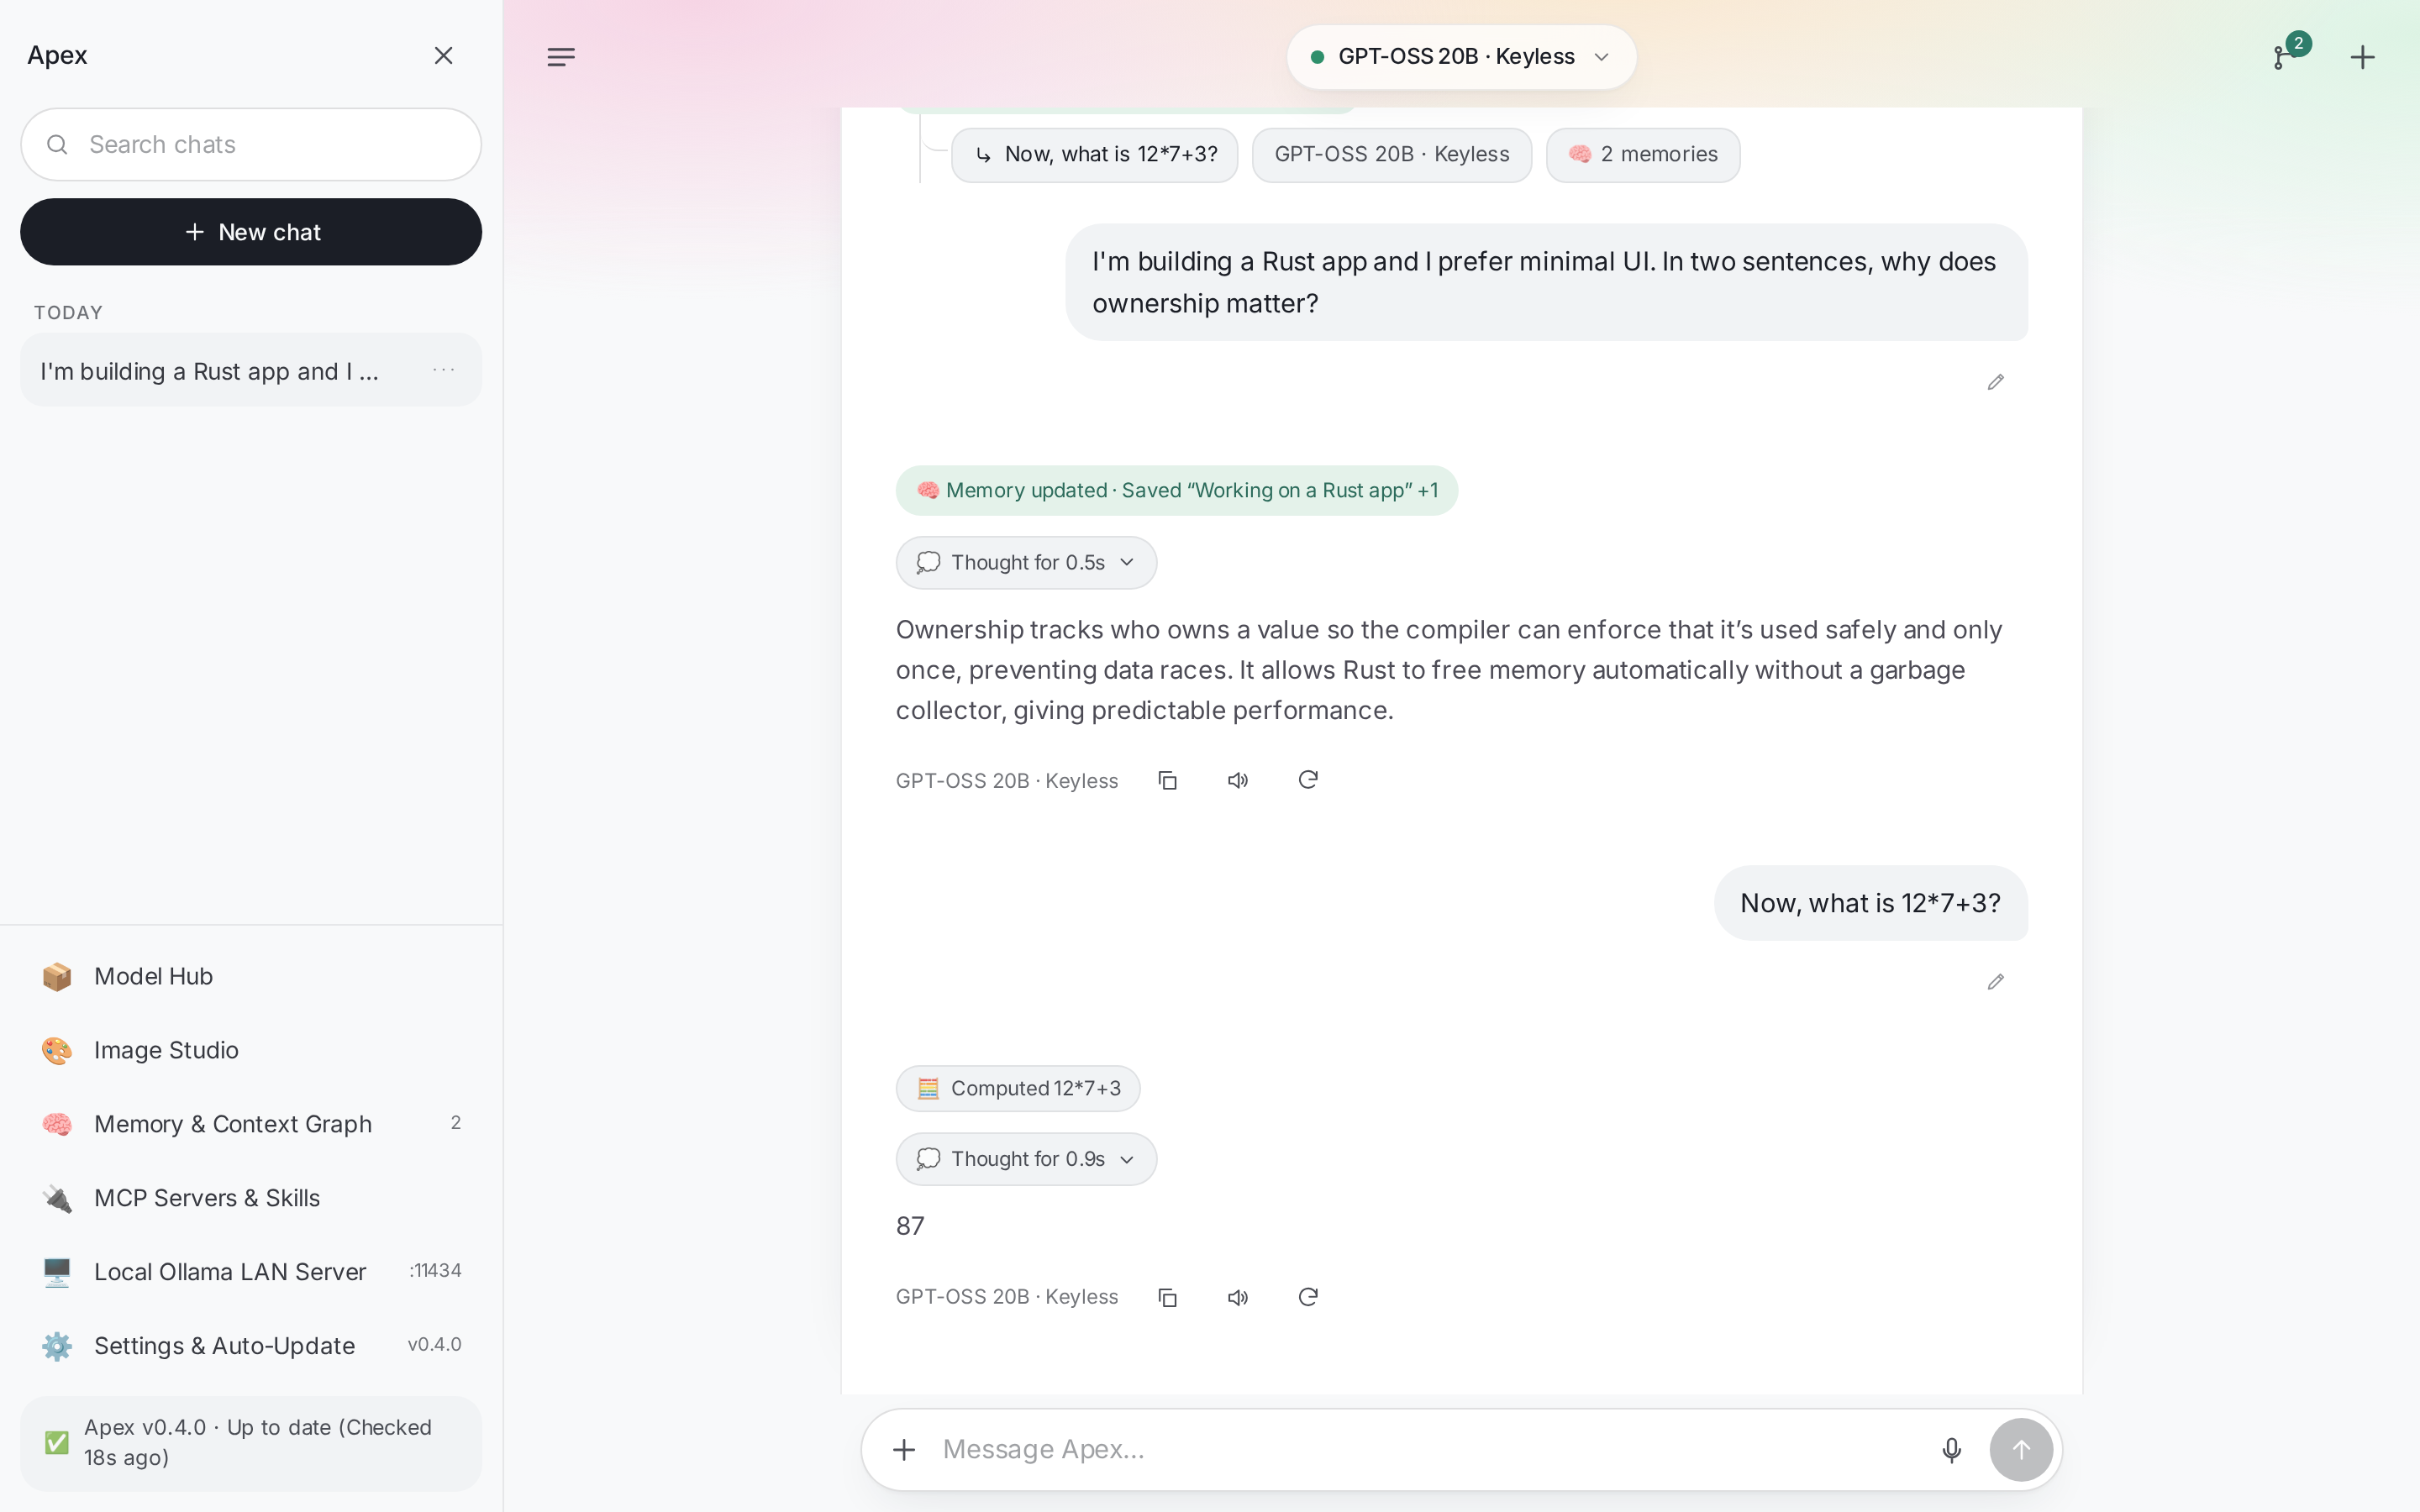 Apex
Search chats
New chat
TODAY
I'm building a Rust app and I ...
Model Hub
Image Studio
Memory & Context Graph 2
MCP Servers & Skills
Local Ollama LAN Server :11434
Settings & Auto-Update v0.4.0
Apex v0.4.0 · Up to date (Checked
18s ago)
GPT-OSS 20B · Keyless
2
Now, what is 12*7+3? GPT-OSS 20B · Keyless 2 memories
I'm building a Rust app and I prefer minimal UI. In two sentences, why does
ownership matter?
Memory updated · Saved “Working on a Rust app” +1
Thought for 0.5s
Ownership tracks who owns a value so the compiler can enforce that it’s used safely and only
once, preventing data races. It allows Rust to free memory automatically without a garbage
collector, giving predictable performance.
GPT-OSS 20B · Keyless
Now, what is 12*7+3?
Computed 12*7+3
Thought for 0.9s
87
GPT-OSS 20B · Keyless
Message Apex...